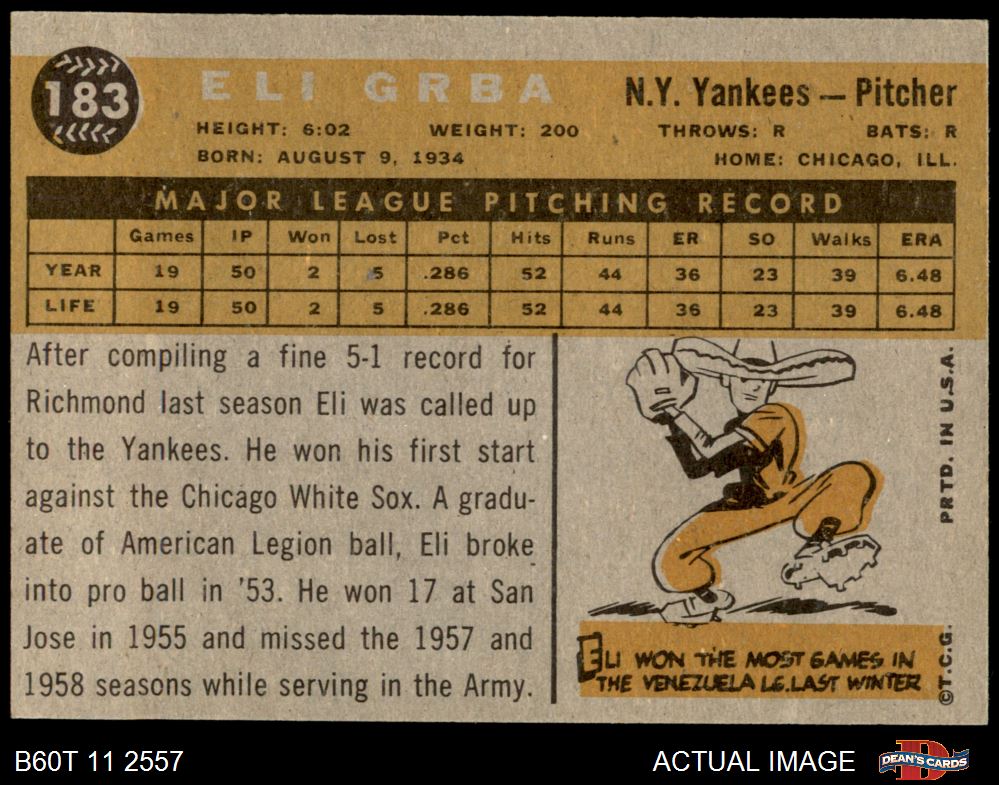 183
ELI GRBA
N.Y. Yankees — Pitcher
HEIGHT: 6:02 WEIGHT: 200 THROWS: R BATS: R
BORN: AUGUST 9, 1934 HOME: CHICAGO, ILL.
MAJOR LEAGUE PITCHING RECORD
Games IP Won Lost Pct Hits Runs ER SO Walks ERA
YEAR 19 50 2 5 .286 52 44 36 23 39 6.48
LIFE 19 50 2 5 .286 52 44 36 23 39 6.48
After compiling a fine 5-1 record for
Richmond last season Eli was called up
to the Yankees. He won his first start
against the Chicago White Sox. A gradu-
ate of American Legion ball, Eli broke
into pro ball in '53. He won 17 at San
Jose in 1955 and missed the 1957 and
1958 seasons while serving in the Army.
ELI WON THE MOST GAMES IN
THE VENEZUELA LG. LAST WINTER
©T.C.G. PRTD. IN U.S.A.
B60T 11 2557 ACTUAL IMAGE DEAN'S CARDS